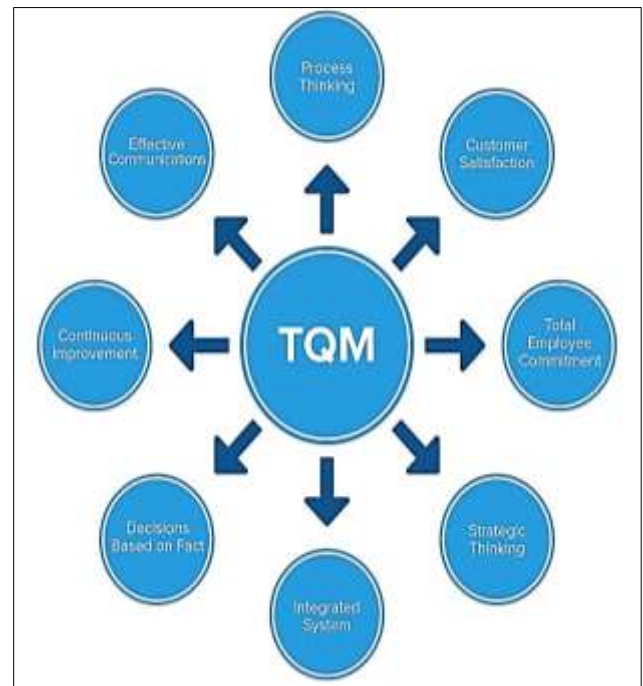 Process
Thinking
Effective
Communications
Customer
Satisfaction
TQM
Continuous
Improvement
Total
Employee
Commitment
Decisions
Based on Fact
Strategic
Thinking
Integrated
System